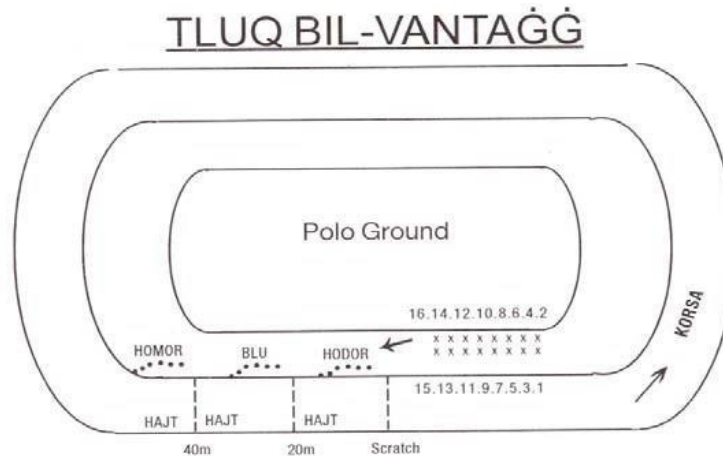 TLUQ BIL-VANTAĠĠ
Polo Ground
16.14.12.10.8.6.4.2
KORSA
x x x x x x x x
x x x x x x x x
HOMOR
BLU
HODOR
15.13.11.9.7.5.3.1
HAJT
HAJT
HAJT
40m
20m
Scratch